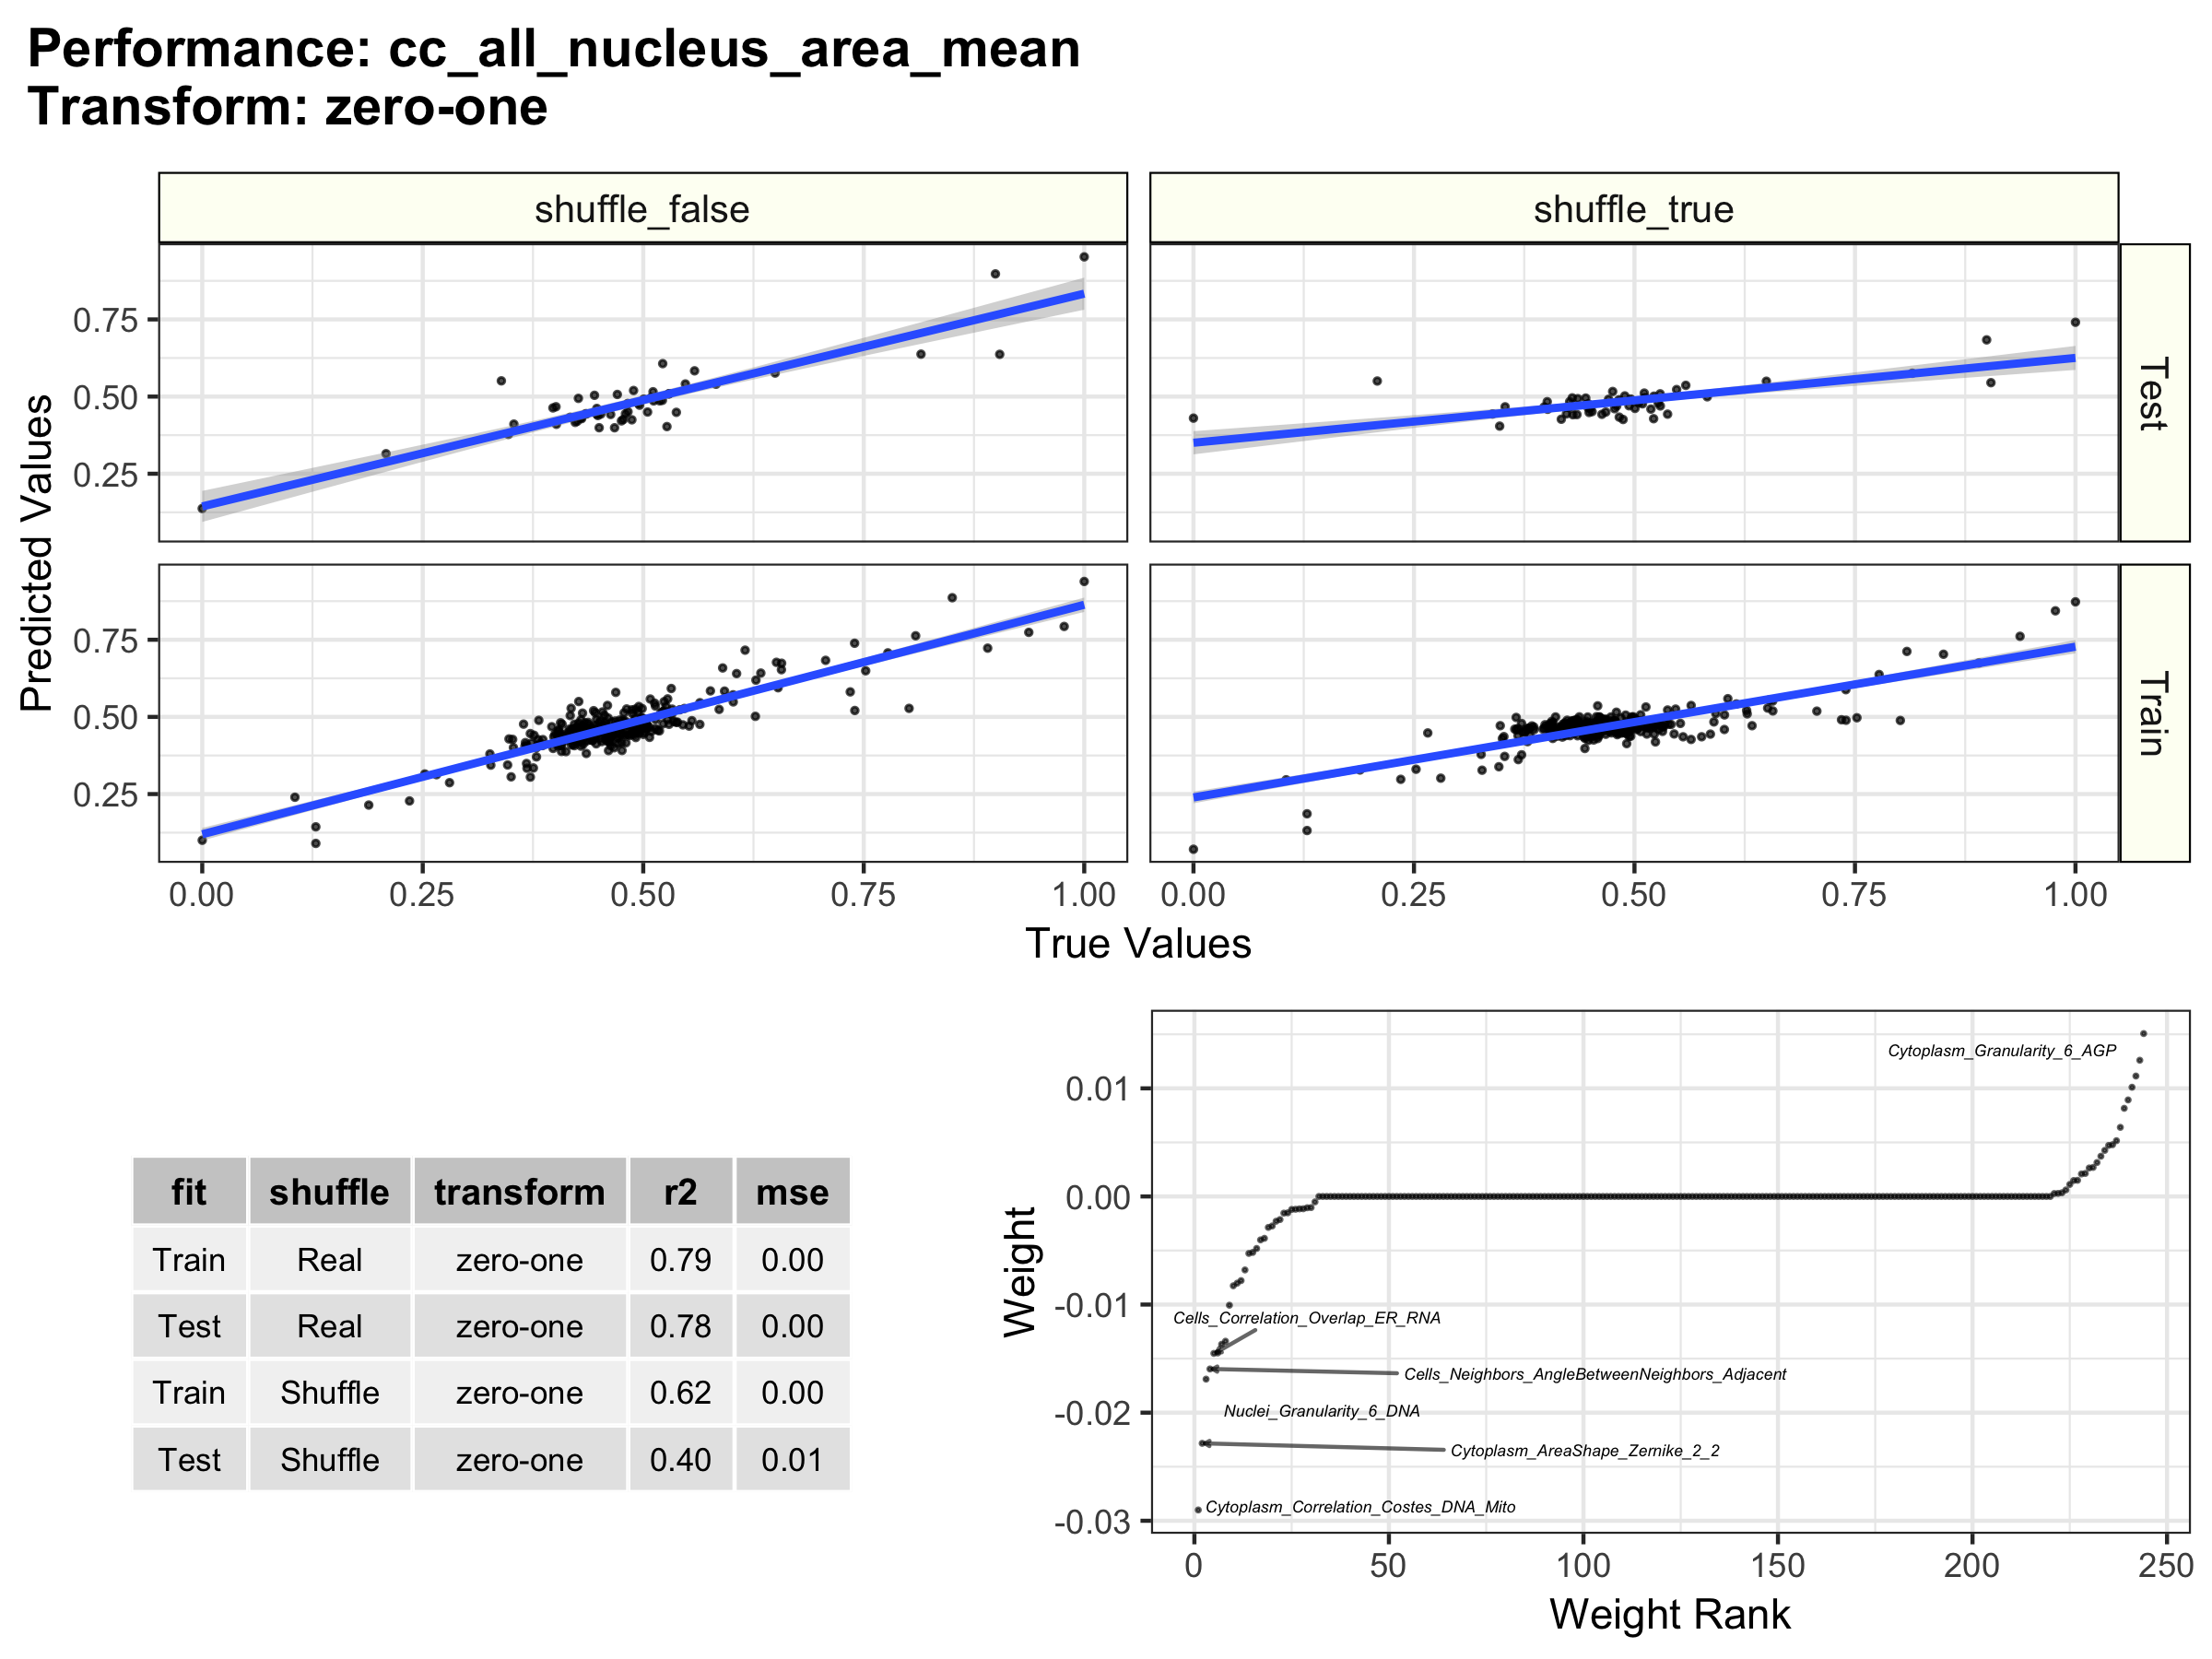 Performance: cc_all_nucleus_area_mean
Transform: zero-one
shuffle_false
shuffle_true
Predicted Values
0.75
0.50
0.25
Test
0.75
0.50
0.25
Train
0.00 0.25 0.50 0.75 1.00
0.00 0.25 0.50 0.75 1.00
True Values
fit shuffle transform r2 mse
Train Real zero-one 0.79 0.00
Test Real zero-one 0.78 0.00
Train Shuffle zero-one 0.62 0.00
Test Shuffle zero-one 0.40 0.01
Weight
0.01
0.00
-0.01
-0.02
-0.03
Cytoplasm_Granularity_6_AGP
Cells_Correlation_Overlap_ER_RNA
Cells_Neighbors_AngleBetweenNeighbors_Adjacent
Nuclei_Granularity_6_DNA
Cytoplasm_AreaShape_Zernike_2_2
Cytoplasm_Correlation_Costes_DNA_Mito
0 50 100 150 200 250
Weight Rank